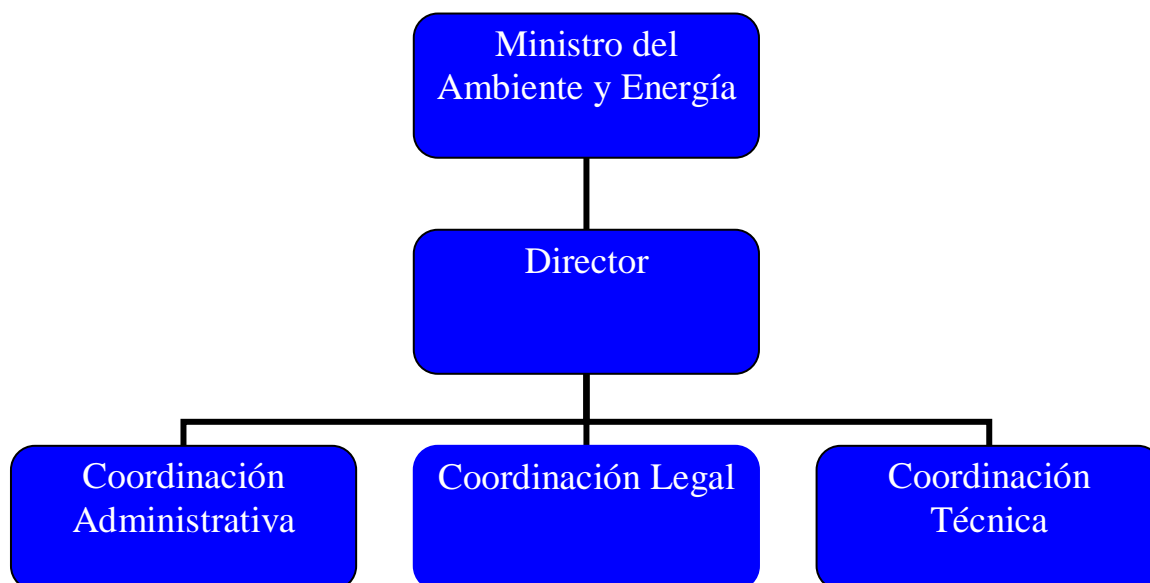 Ministro del
Ambiente y Energía
Director
Coordinación
Administrativa
Coordinación Legal
Coordinación
Técnica